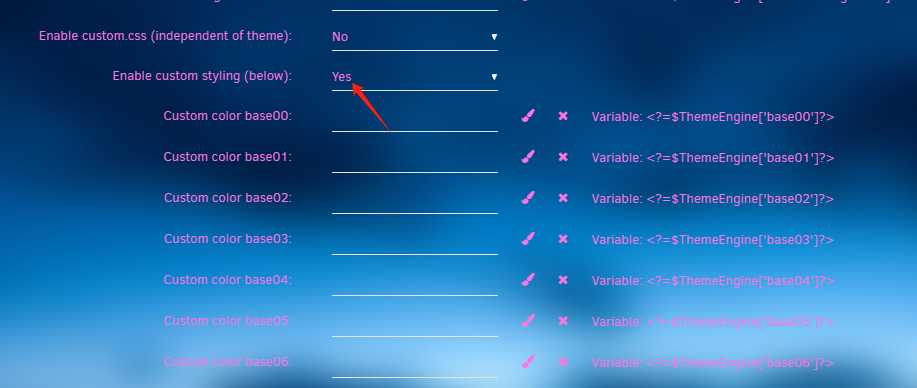 Enable custom.css (independent of theme): No
Enable custom styling (below): Yes
Custom color base00: Variable: <?=$ThemeEngine['base00']?>
Custom color base01: Variable: <?=$ThemeEngine['base01']?>
Custom color base02: Variable: <?=$ThemeEngine['base02']?>
Custom color base03: Variable: <?=$ThemeEngine['base03']?>
Custom color base04: Variable: <?=$ThemeEngine['base04']?>
Custom color base05: Variable: <?=$ThemeEngine['base05']?>
Custom color base06: Variable: <?=$ThemeEngine['base06']?>